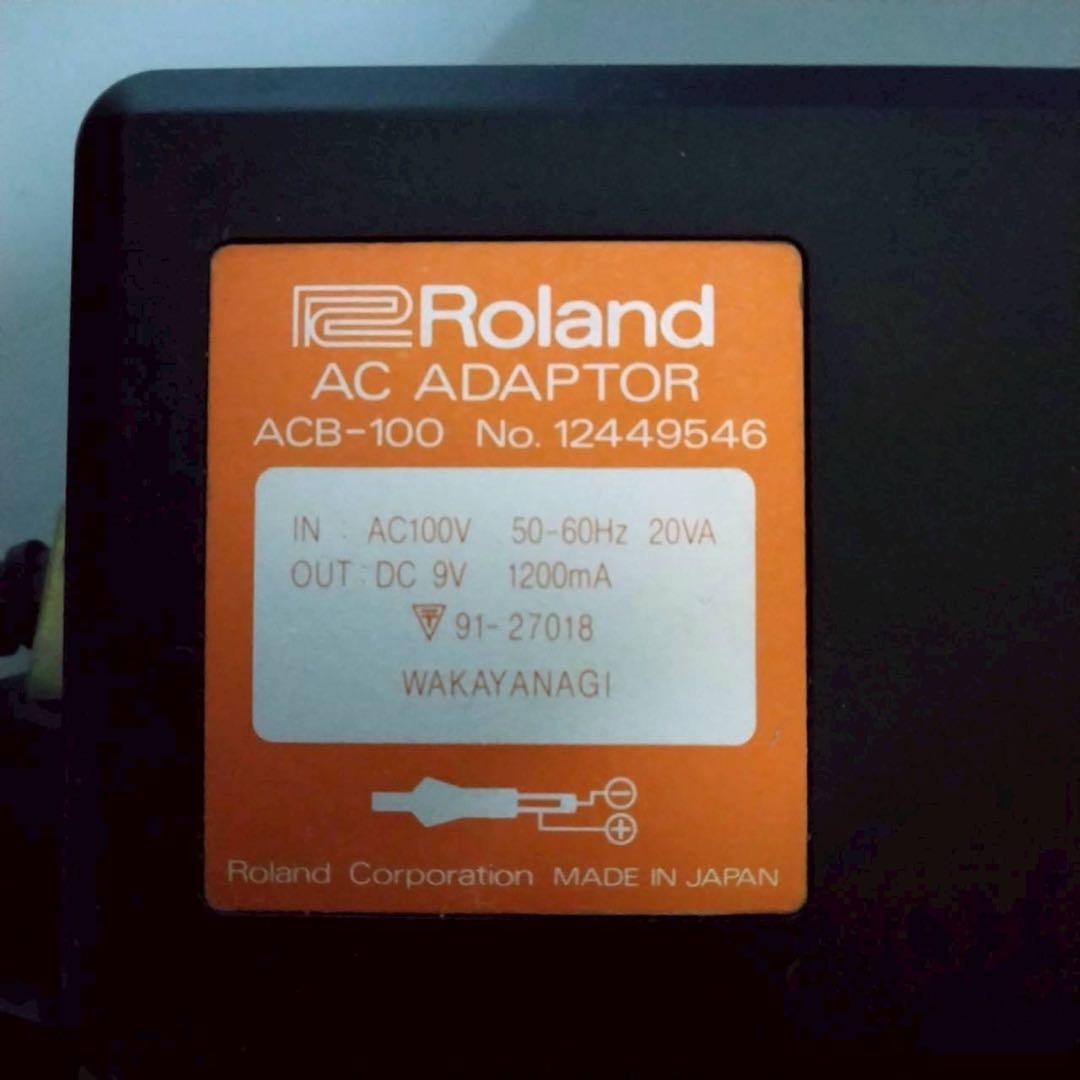 Roland
AC ADAPTOR
ACB-100 No. 12449546
IN : AC100V 50-60Hz 20VA
OUT : DC 9V 1200mA
T 91-27018
WAKAYANAGI
Roland Corporation MADE IN JAPAN